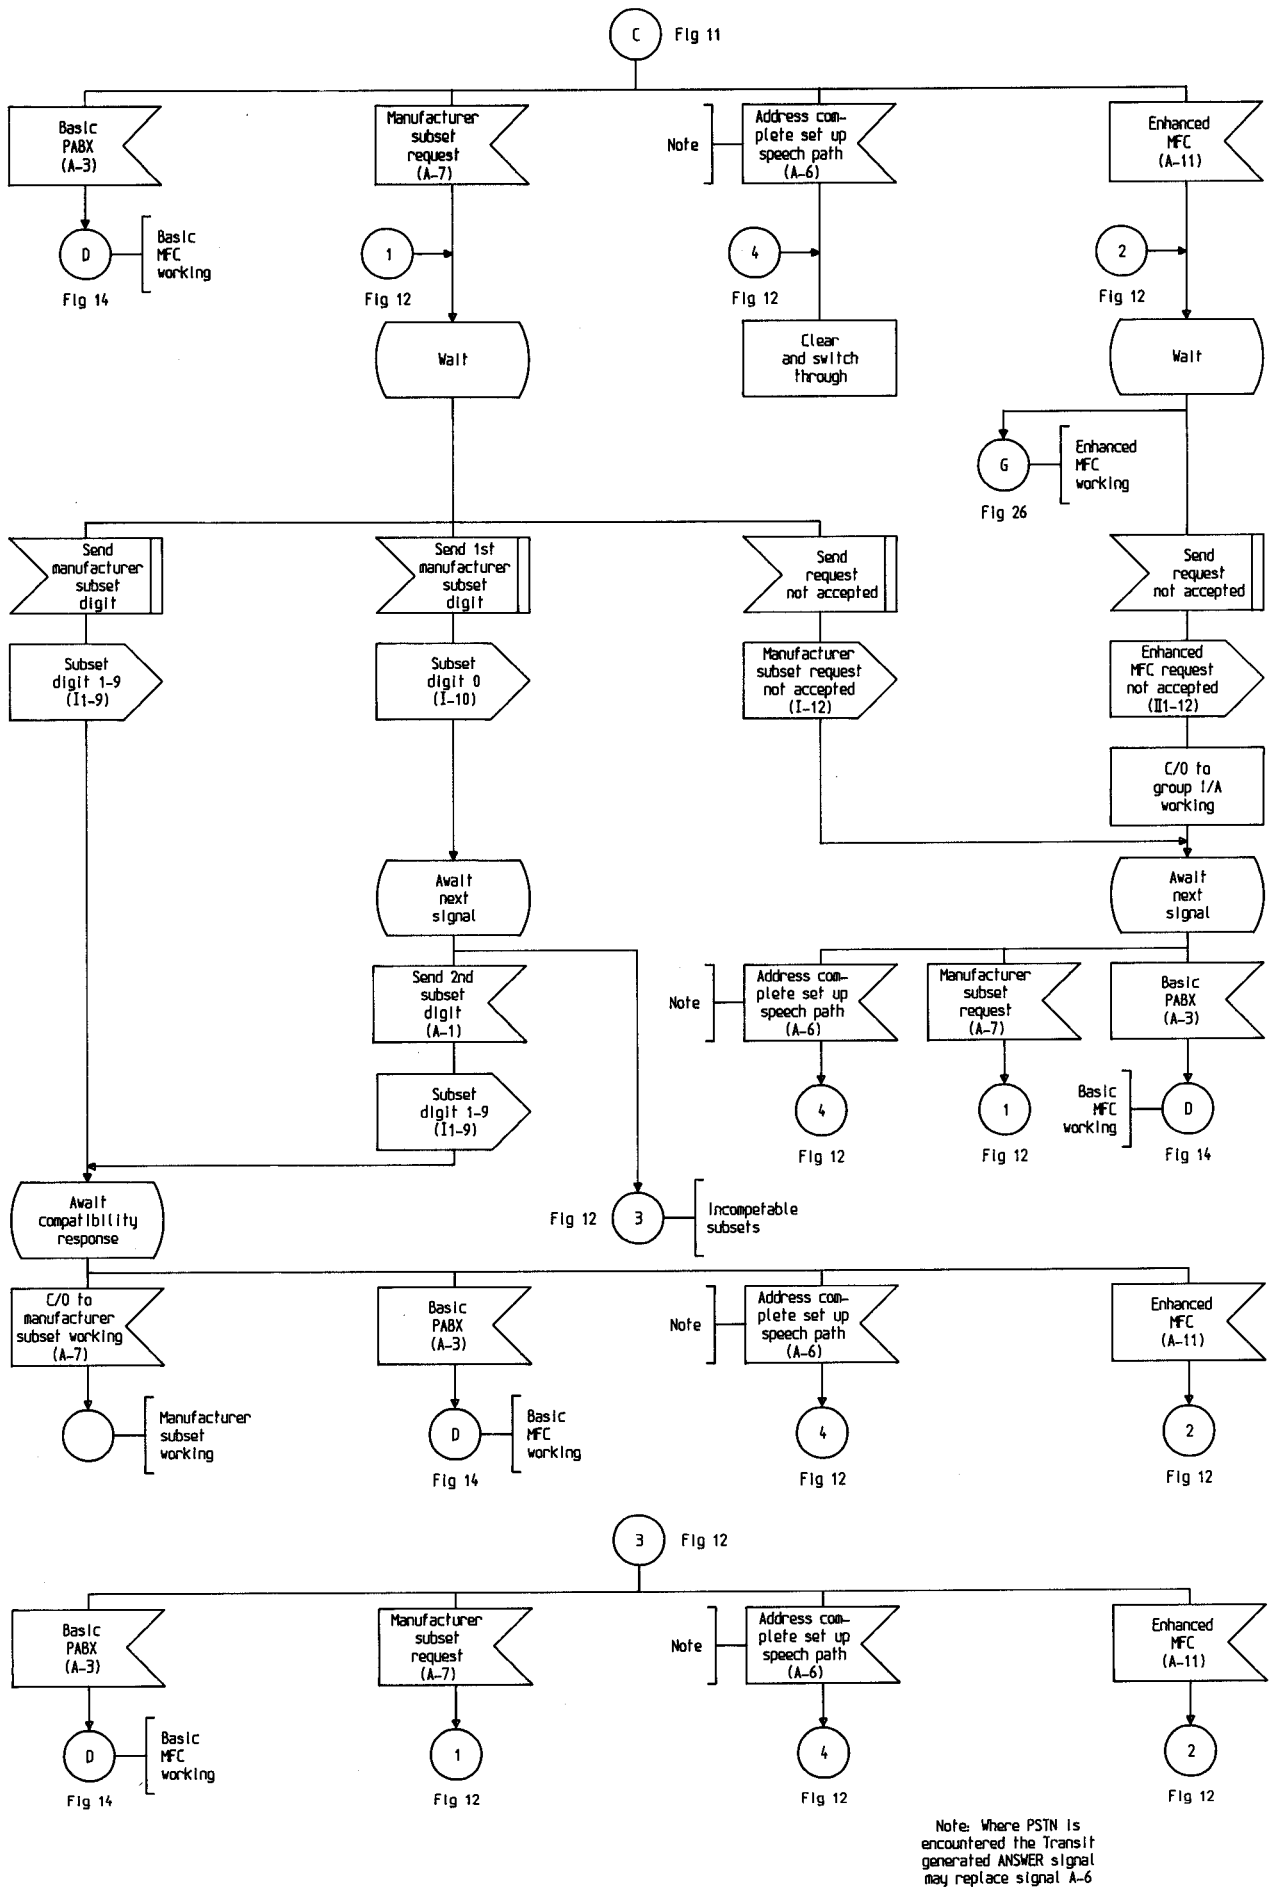 C Fig 11
Basic
PABX
(A-3)
Manufacturer
subset
request
(A-7)
Note
Address com-
plete set up
speech path
(A-6)
Enhanced
MFC
(A-11)
D
Basic
MFC
working
Fig 14
1
Fig 12
4
Fig 12
2
Fig 12
Wait
Clear
and switch
through
Wait
G
Enhanced
MFC
working
Fig 26
Send
manufacturer
subset
digit
Send 1st
manufacturer
subset
digit
Send
request
not accepted
Send
request
not accepted
Subset
digit 1-9
(I1-9)
Subset
digit 0
(I-10)
Manufacturer
subset request
not accepted
(I-12)
Enhanced
MFC request
not accepted
(II1-12)
C/O to
group I/A
working
Await
next
signal
Await
next
signal
Send 2nd
subset
digit
(A-1)
Note
Address com-
plete set up
speech path
(A-6)
Manufacturer
subset
request
(A-7)
Basic
PABX
(A-3)
Subset
digit 1-9
(I1-9)
4
Fig 12
1
Fig 12
Basic
MFC
working
D
Fig 14
Await
compatibility
response
Fig 12 3
Incompetable
subsets
C/O to
manufacturer
subset working
(A-7)
Basic
PABX
(A-3)
Note
Address com-
plete set up
speech path
(A-6)
Enhanced
MFC
(A-11)
Manufacturer
subset
working
D
Basic
MFC
working
Fig 14
4
Fig 12
2
Fig 12
3 Fig 12
Basic
PABX
(A-3)
Manufacturer
subset
request
(A-7)
Note
Address com-
plete set up
speech path
(A-6)
Enhanced
MFC
(A-11)
D
Basic
MFC
working
Fig 14
1
Fig 12
4
Fig 12
2
Fig 12
Note: Where PSTN is
encountered the Transit
generated ANSWER signal
may replace signal A-6